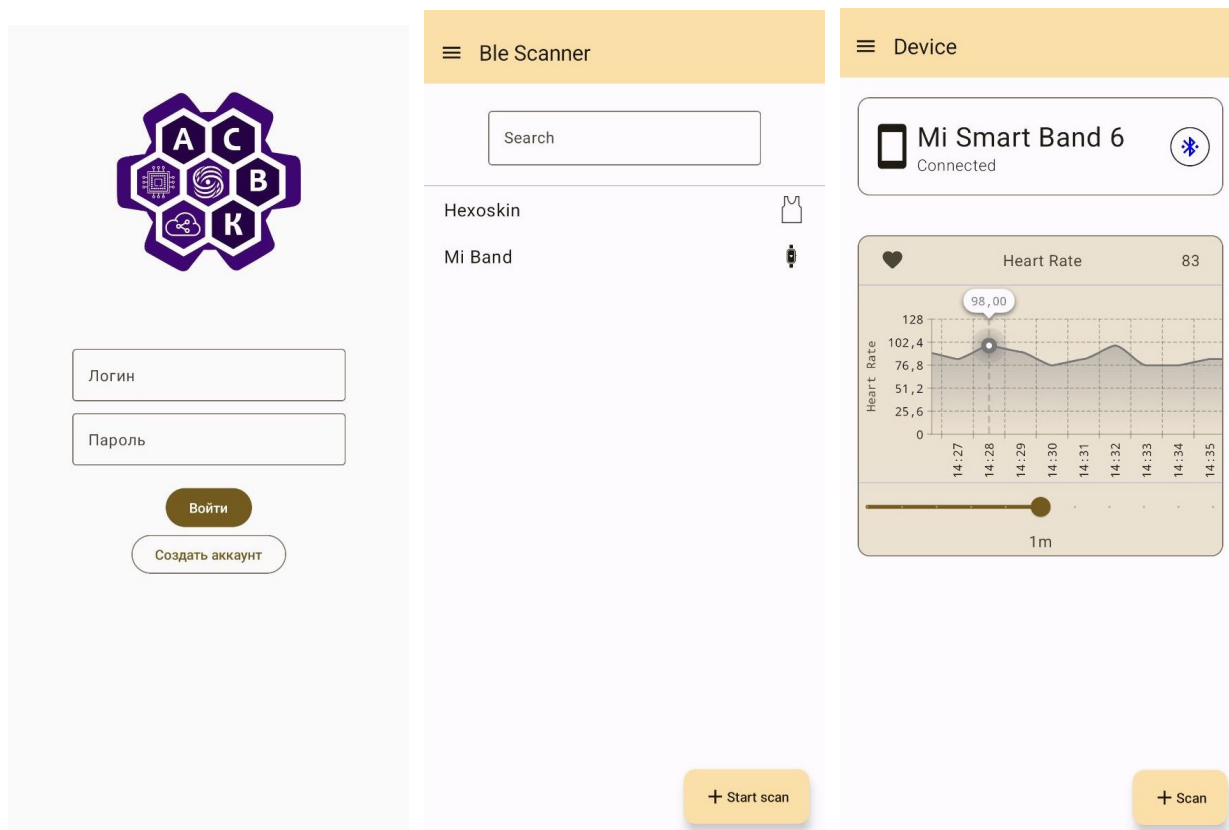 А С
В
К
Логин
Пароль
Войти
Создать аккаунт
Ble Scanner
Search
Hexoskin
Mi Band
+ Start scan
Device
Mi Smart Band 6
Connected
Heart Rate 83
98,00
128
102,4
76,8
51,2
25,6
0
Heart Rate
14:27 14:28 14:29 14:30 14:31 14:32 14:33 14:34 14:35
1m
+ Scan